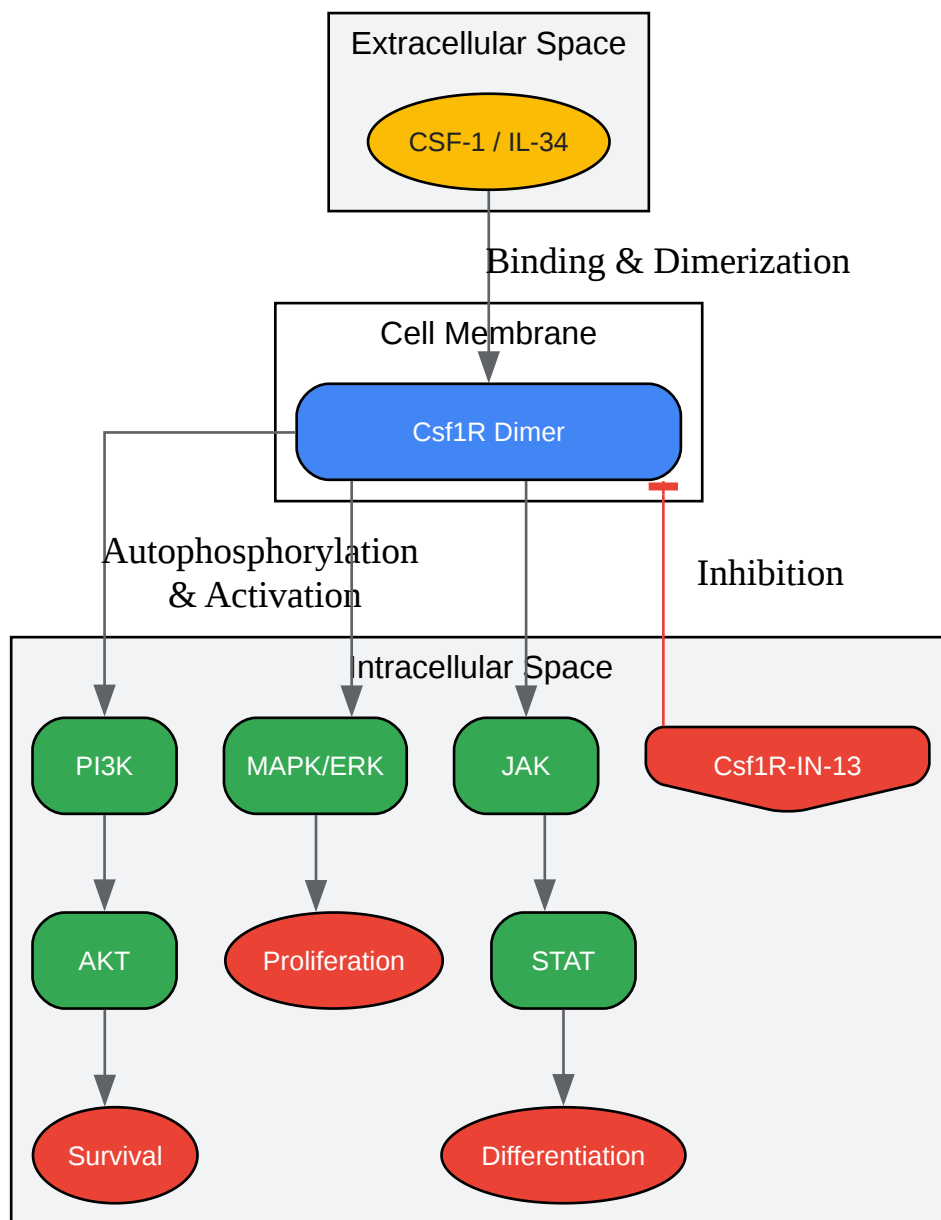 Extracellular Space
CSF-1 / IL-34
Binding & Dimerization
Cell Membrane
Csf1R Dimer
Autophosphorylation
& Activation
Inhibition
Intracellular Space
PI3K
MAPK/ERK
JAK
Csf1R-IN-13
AKT
Proliferation
STAT
Survival
Differentiation